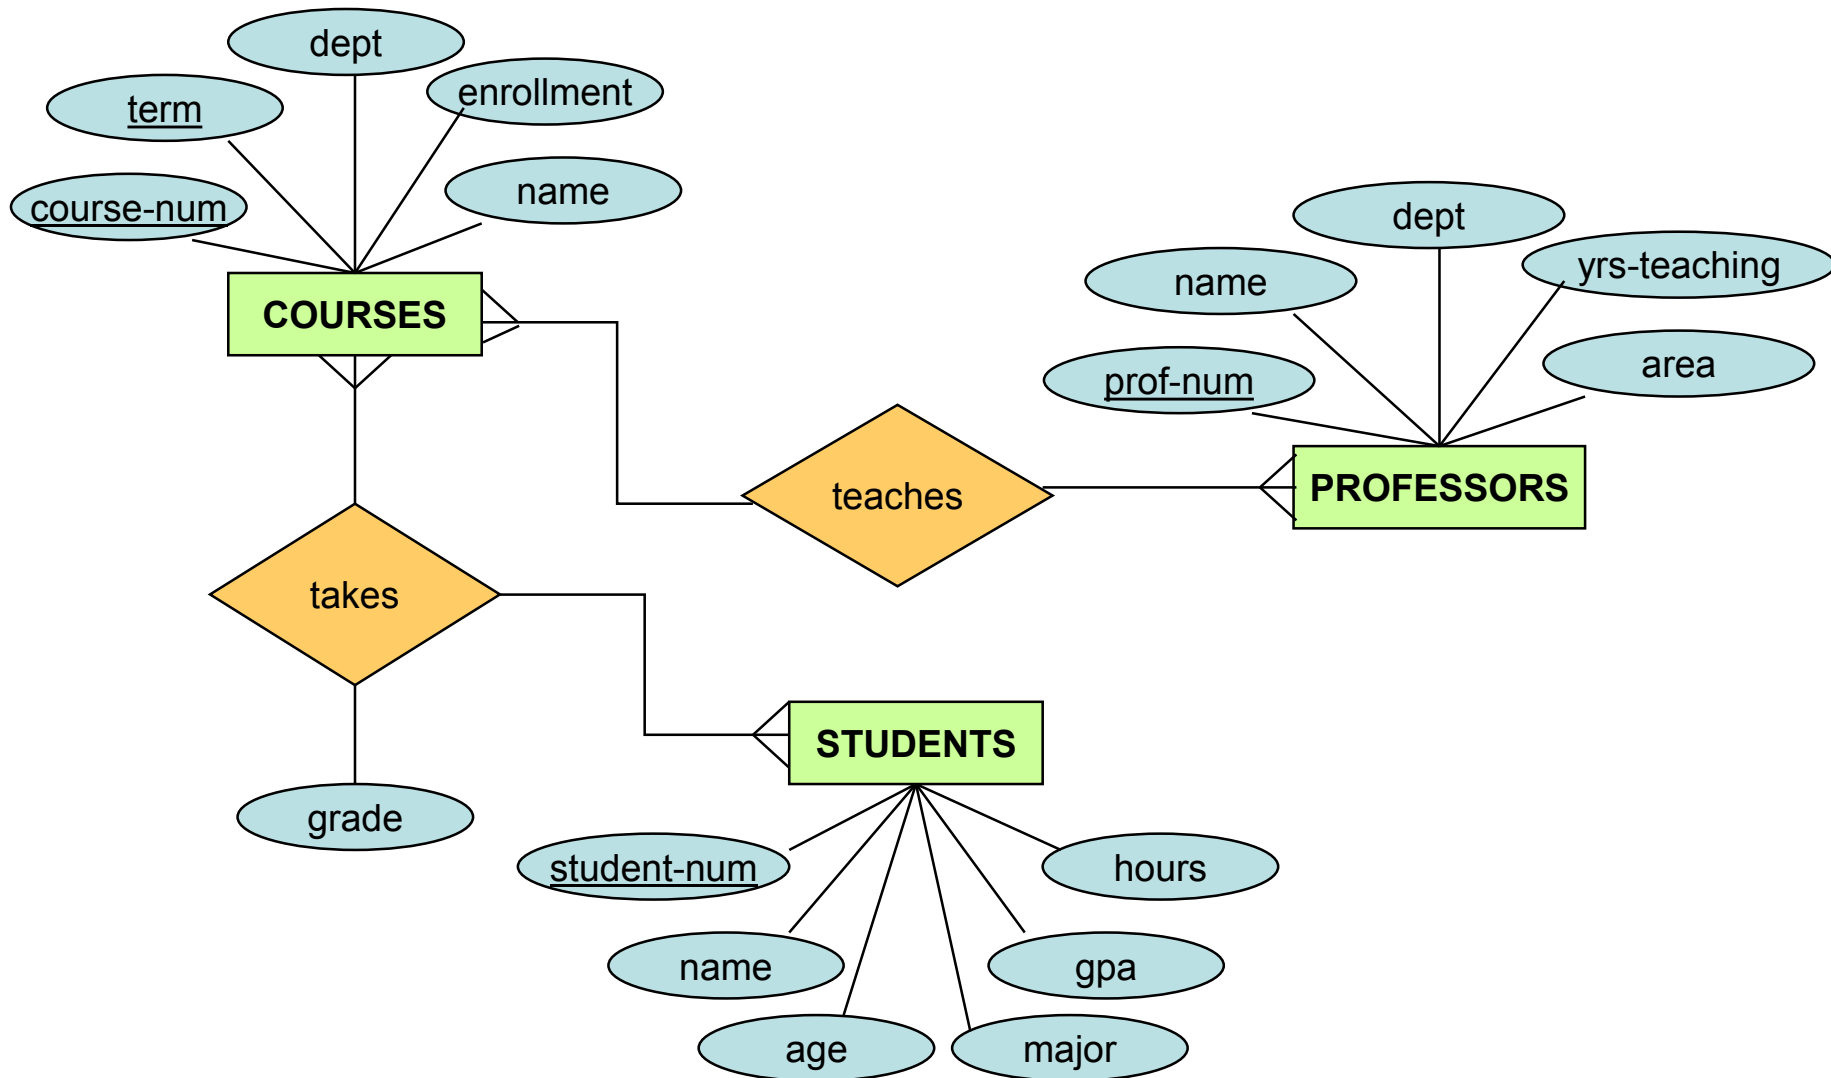 dept
term
enrollment
course-num
name
COURSES
dept
name
yrs-teaching
prof-num
area
PROFESSORS
teaches
takes
grade
STUDENTS
student-num
hours
name
gpa
age
major